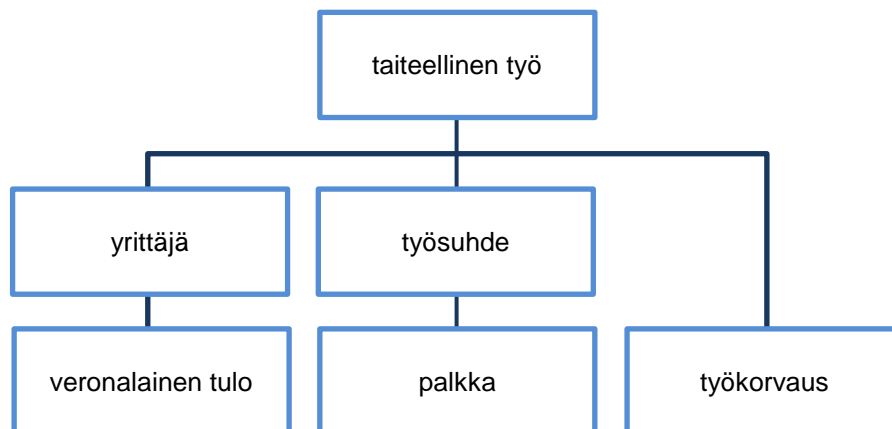 taiteellinen työ
yrittäjä
työsuhde
veronalainen tulo
palkka
työkorvaus